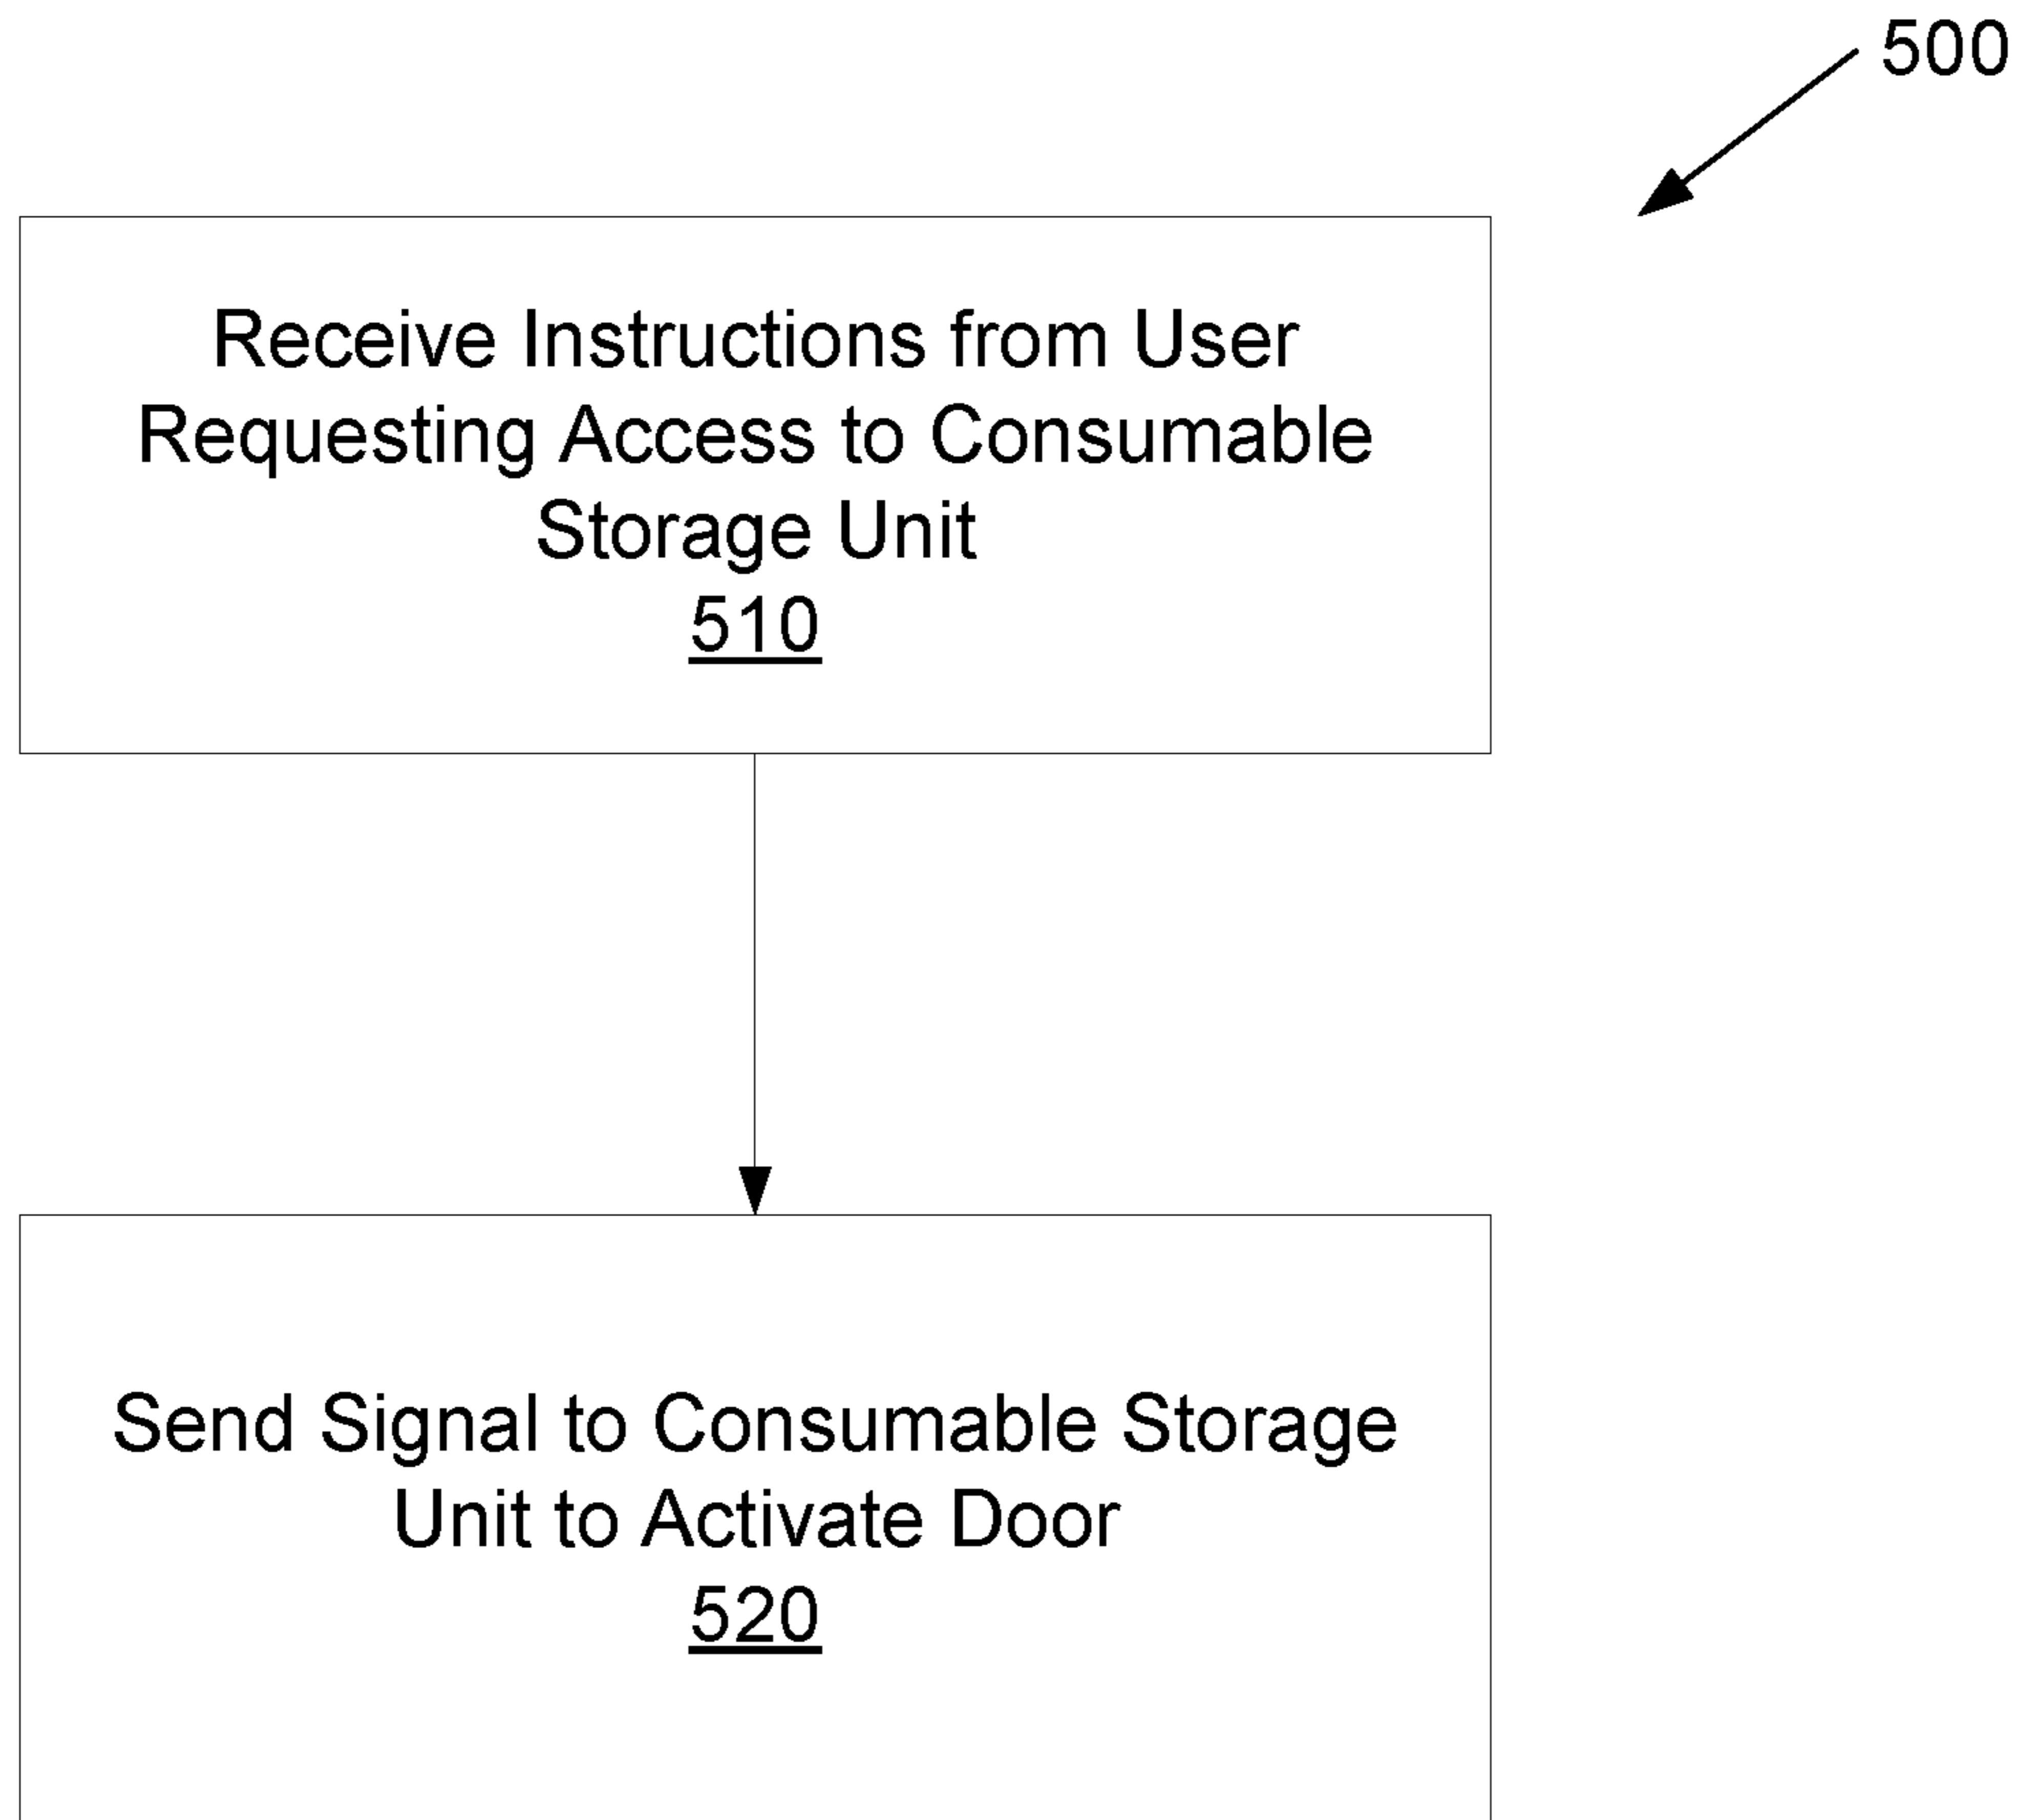 500
Receive Instructions from User
Requesting Access to Consumable
Storage Unit
510
Send Signal to Consumable Storage
Unit to Activate Door
520